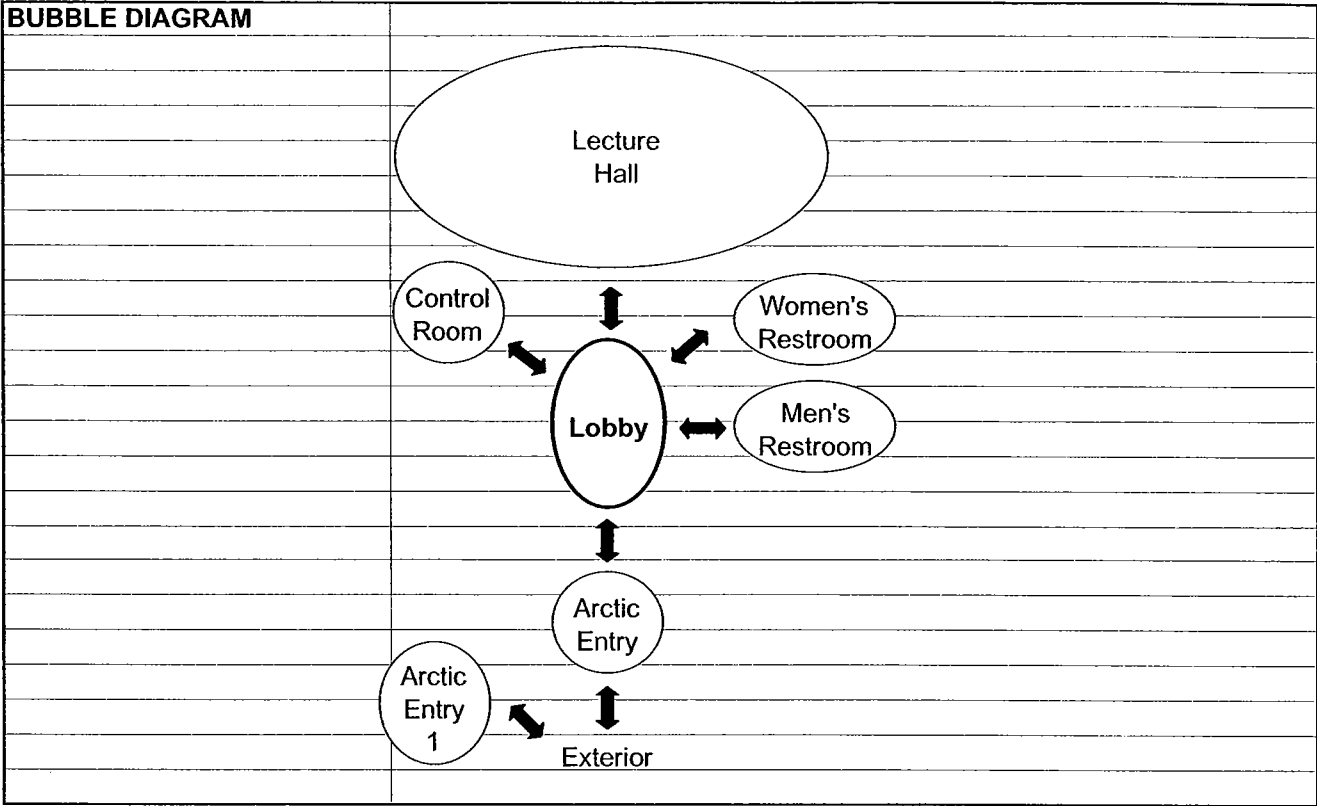 BUBBLE DIAGRAM
Lecture
Hall
Control
Room
Women's
Restroom
Lobby
Men's
Restroom
Arctic
Entry
Arctic
Entry
1
Exterior